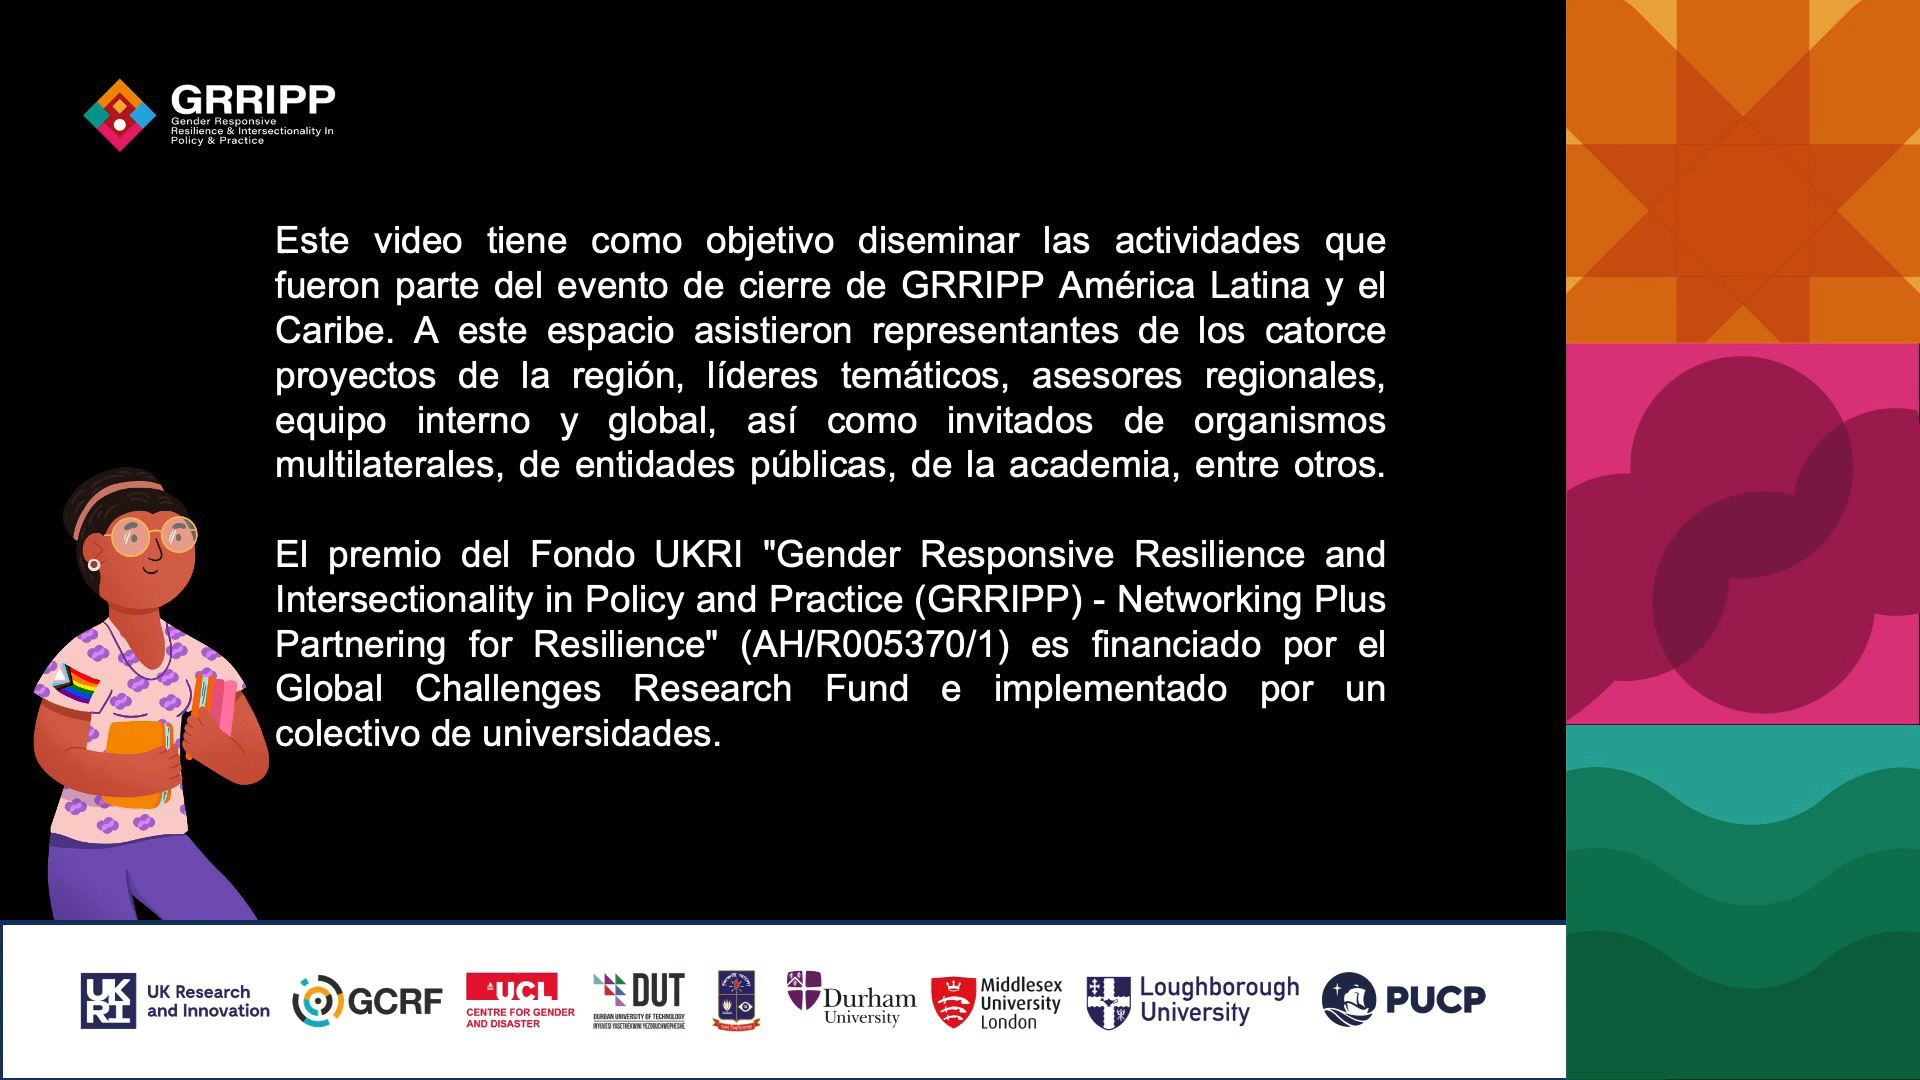 GRRIPP
Gender Responsive
Resilience & Intersectionality In
Policy & Practice
Este video tiene como objetivo diseminar las actividades que
fueron parte del evento de cierre de GRRIPP América Latina y el
Caribe. A este espacio asistieron representantes de los catorce
proyectos de la región, líderes temáticos, asesores regionales,
equipo interno y global, así como invitados de organismos
multilaterales, de entidades públicas, de la academia, entre otros.
El premio del Fondo UKRI "Gender Responsive Resilience and
Intersectionality in Policy and Practice (GRRIPP) - Networking Plus
Partnering for Resilience" (AH/R005370/1) es financiado por el
Global Challenges Research Fund e implementado por un
colectivo de universidades.
UK
RI
UK Research
and Innovation
GCRF
UCL
CENTRE FOR GENDER
AND DISASTER
DUT
DURBAN UNIVERSITY OF TECHNOLOGY
INYUVESI YASETHEKWINI YEZOBUCHWEPHESHE
Durham
University
Middlesex
University
London
Loughborough
University
PUCP